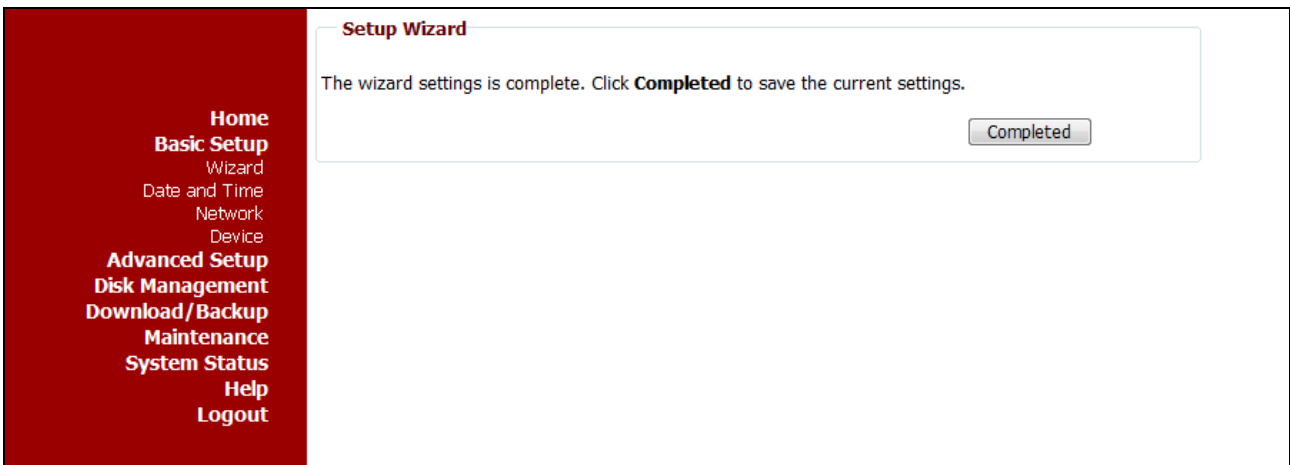 Home
Basic Setup
Wizard
Date and Time
Network
Device
Advanced Setup
Disk Management
Download/Backup
Maintenance
System Status
Help
Logout
Setup Wizard
The wizard settings is complete. Click Completed to save the current settings.
Completed